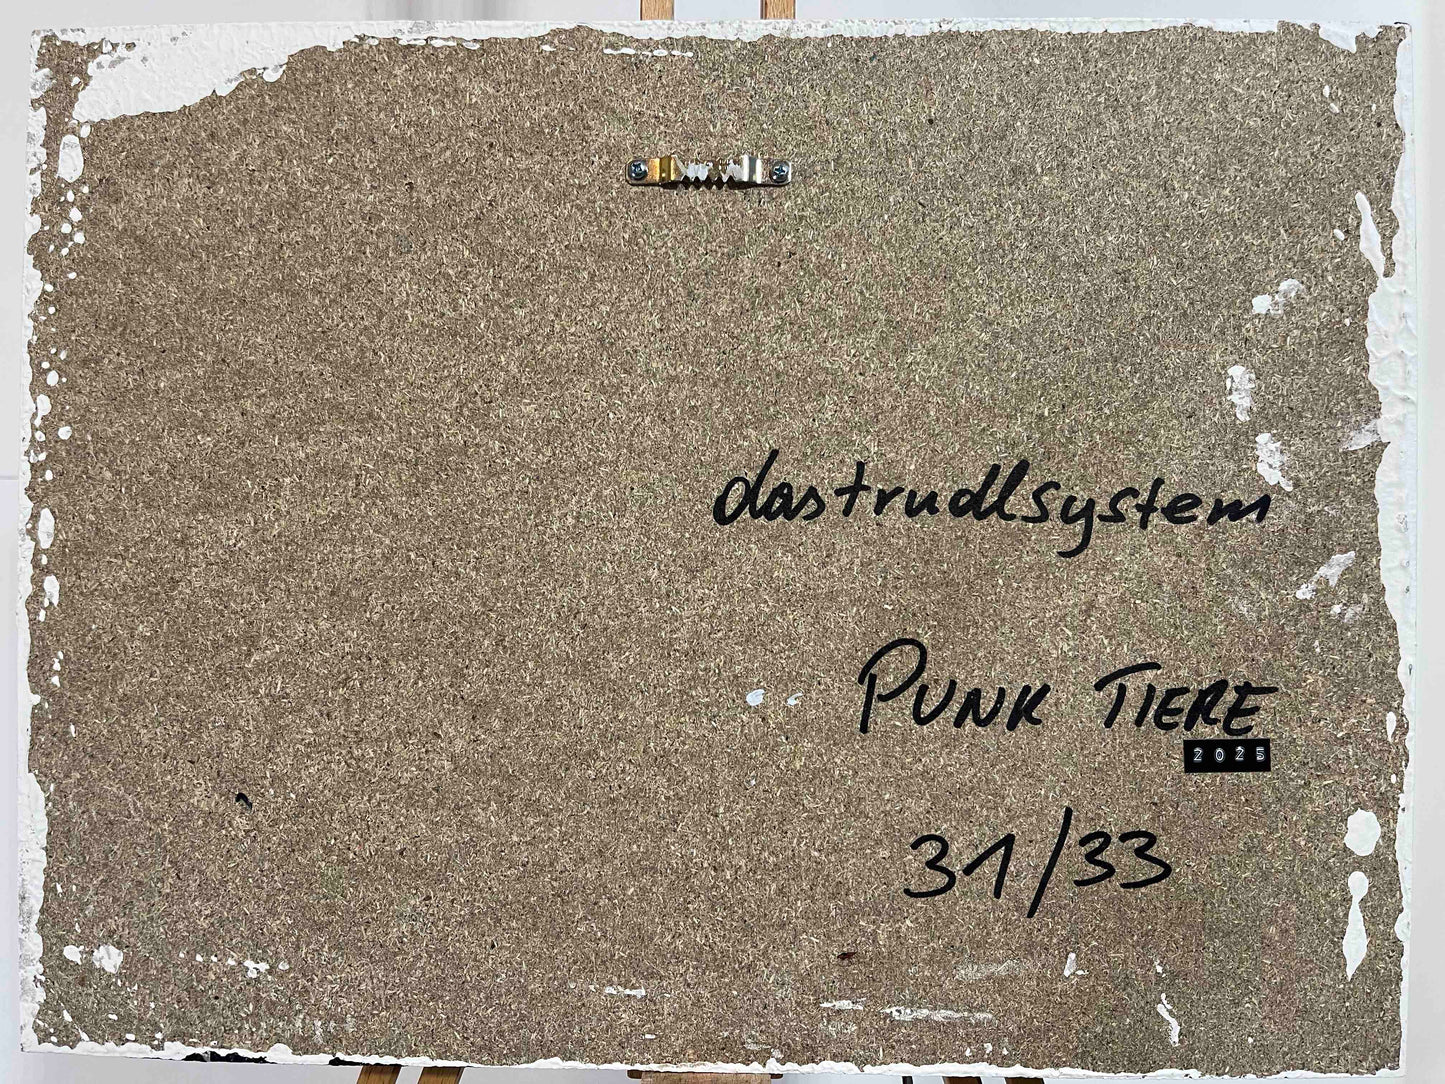 dastrudlsystem
PUNK TIERE
2025
31/33